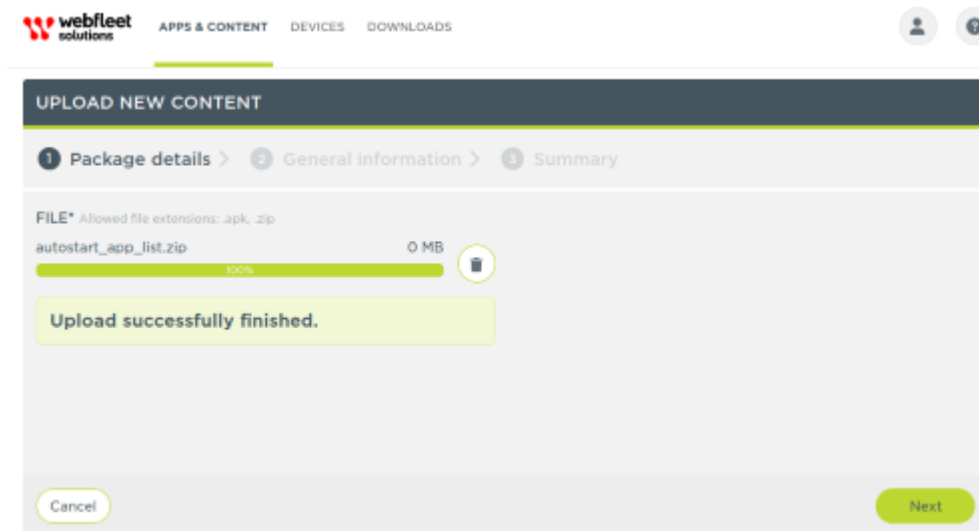 webfleet
solutions
APPS & CONTENT DEVICES DOWNLOADS
UPLOAD NEW CONTENT
1 Package details > 2 General information > 3 Summary
FILE* Allowed file extensions: .apk, .zip
autostart_app_list.zip 0 MB
100%
Upload successfully finished.
Cancel Next